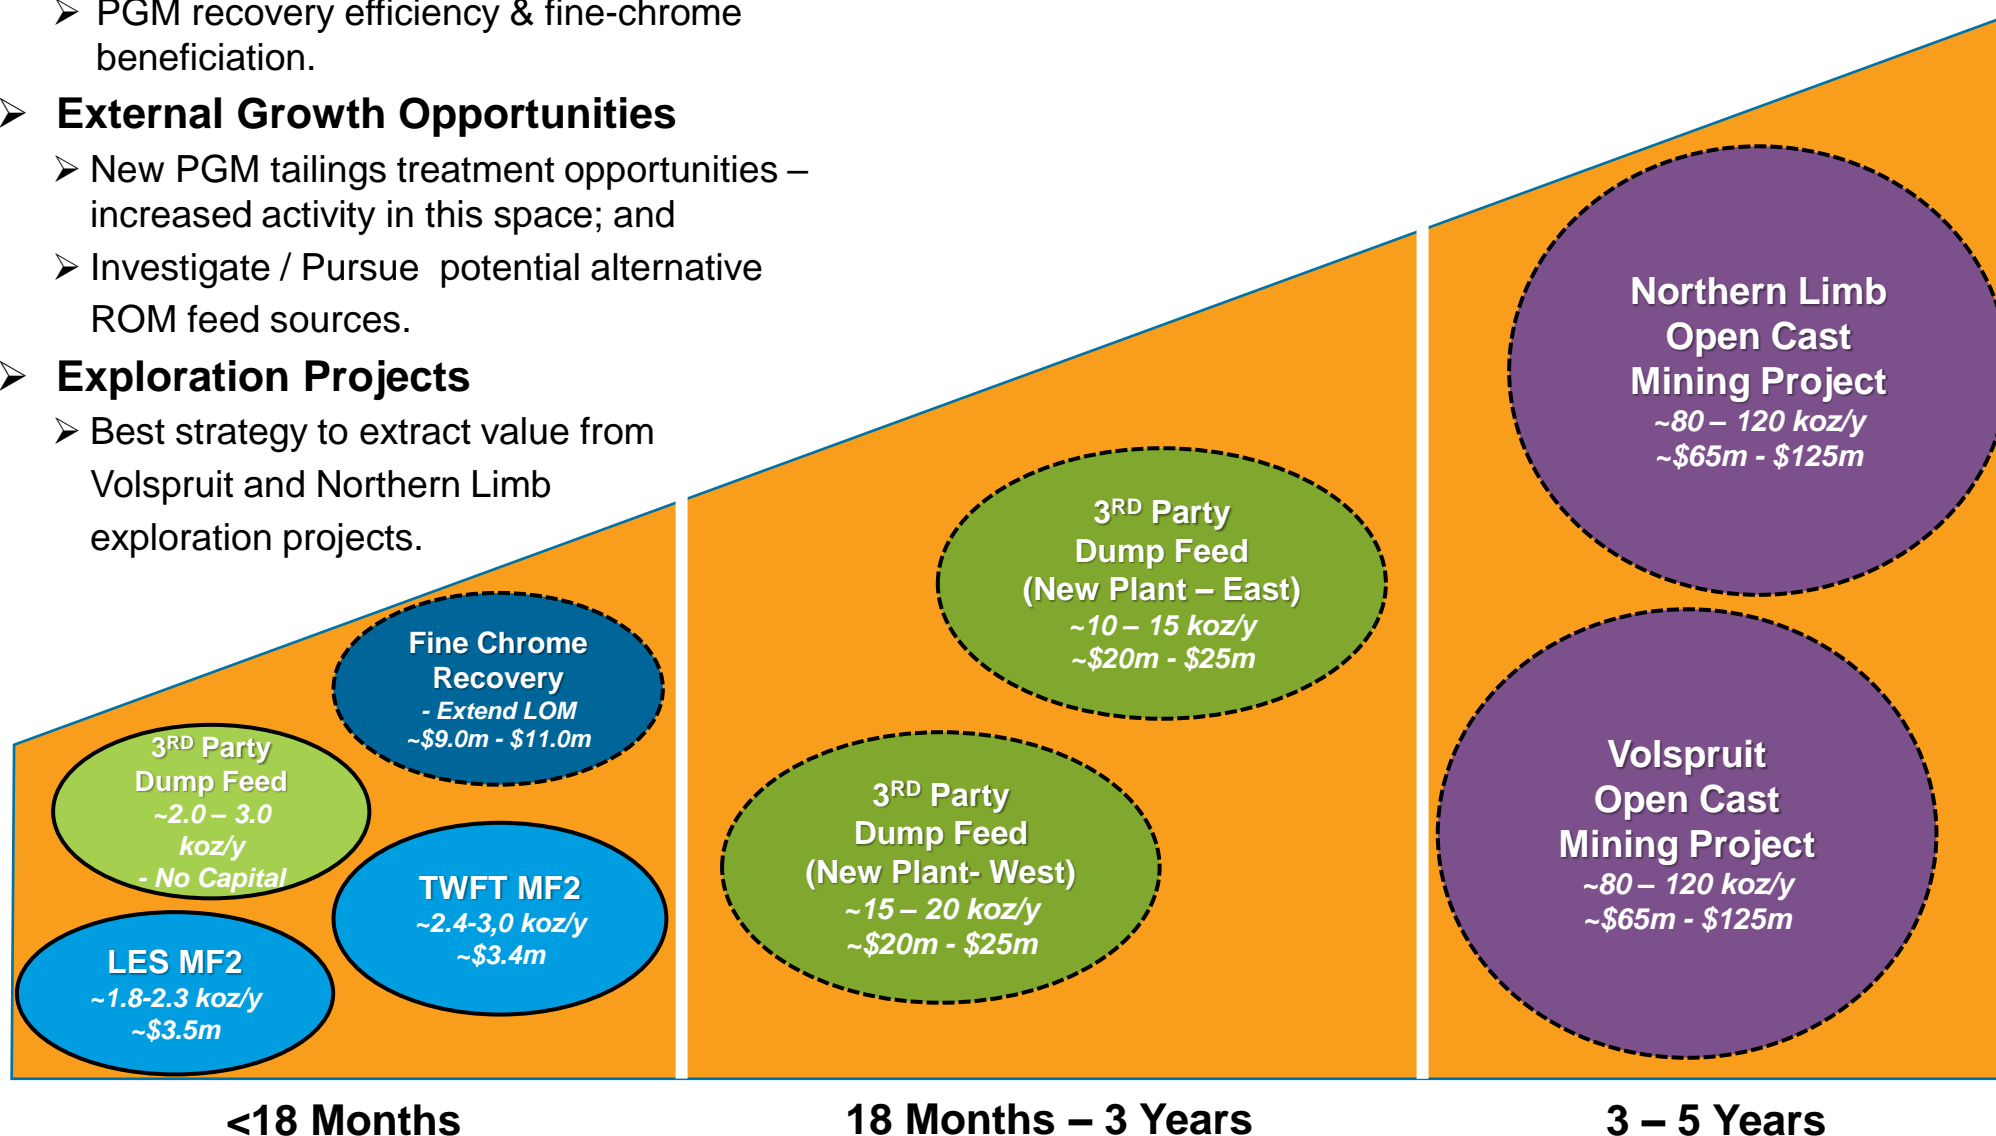 ➢ PGM recovery efficiency & fine-chrome
beneficiation.
➢ External Growth Opportunities
➢ New PGM tailings treatment opportunities –
increased activity in this space; and
➢ Investigate / Pursue potential alternative
ROM feed sources.
➢ Exploration Projects
➢ Best strategy to extract value from
Volspruit and Northern Limb
exploration projects.
3RD Party
Dump Feed
~2.0 – 3.0
koz/y
- No Capital
LES MF2
~1.8-2.3 koz/y
~$3.5m
Fine Chrome
Recovery
- Extend LOM
~$9.0m - $11.0m
TWFT MF2
~2.4-3,0 koz/y
~$3.4m
3RD Party
Dump Feed
(New Plant – East)
~10 – 15 koz/y
~$20m - $25m
3RD Party
Dump Feed
(New Plant- West)
~15 – 20 koz/y
~$20m - $25m
Northern Limb
Open Cast
Mining Project
~80 – 120 koz/y
~$65m - $125m
Volspruit
Open Cast
Mining Project
~80 – 120 koz/y
~$65m - $125m
<18 Months
18 Months – 3 Years
3 – 5 Years